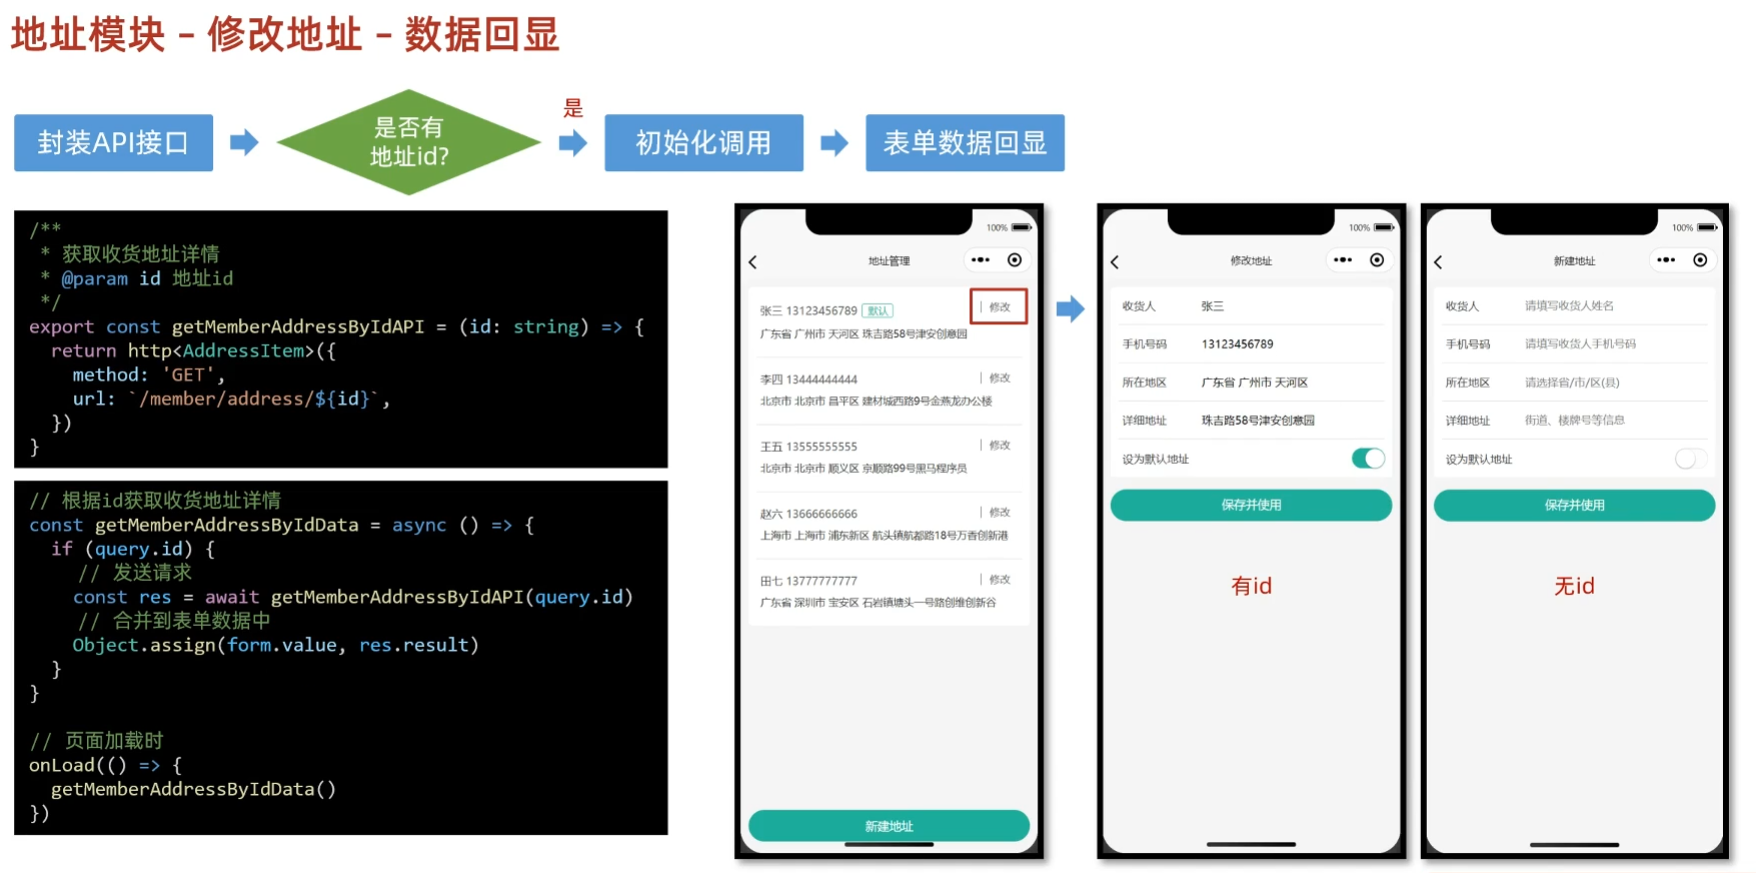 地址模块 – 修改地址 – 数据回显
封装API接口
是否有
地址id?
是
初始化调用
表单数据回显
/**
 * 获取收货地址详情
 * @param id 地址id
 */
export const getMemberAddressByIdAPI = (id: string) => {
  return http<AddressItem>({
    method: 'GET',
    url: `/member/address/${id}`,
  })
}
// 根据id获取收货地址详情
const getMemberAddressByIdData = async () => {
  if (query.id) {
    // 发送请求
    const res = await getMemberAddressByIdAPI(query.id)
    // 合并到表单数据中
    Object.assign(form.value, res.result)
  }
}
// 页面加载时
onLoad(() => {
  getMemberAddressByIdData()
})
100%
地址管理
张三 13123456789 默认
修改
广东省 广州市 天河区 珠吉路58号津安创意园
李四 13444444444
修改
北京市 北京市 昌平区 建材城西路9号金燕龙办公楼
王五 13555555555
修改
北京市 北京市 顺义区 京顺路99号黑马程序员
赵六 13666666666
修改
上海市 上海市 浦东新区 航头镇航都路18号万香创新港
田七 13777777777
修改
广东省 深圳市 宝安区 石岩镇塘头一号路创维创新谷
新建地址
100%
修改地址
收货人 张三
手机号码 13123456789
所在地区 广东省 广州市 天河区
详细地址 珠吉路58号津安创意园
设为默认地址
保存并使用
有id
100%
新建地址
收货人 请填写收货人姓名
手机号码 请填写收货人手机号码
所在地区 请选择省/市/区(县)
详细地址 街道、楼牌号等信息
设为默认地址
保存并使用
无id